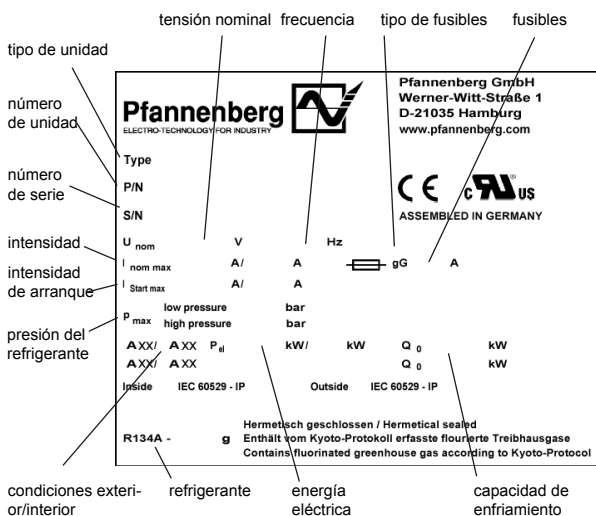 tensión nominal frecuencia tipo de fusibles fusibles
tipo de unidad
número
de unidad
número
de serie
intensidad
intensidad
de arranque
presión del
refrigerante
Pfannenberg
ELECTRO-TECHNOLOGY FOR INDUSTRY
Pfannenberg GmbH
Werner-Witt-Straße 1
D-21035 Hamburg
www.pfannenberg.com
Type
P/N
S/N
CE c RU US
ASSEMBLED IN GERMANY
U nom V Hz
I nom max A/ A gG A
I Start max A/ A
p max low pressure bar
high pressure bar
AXX/ AXX P el kW/ kW Q 0 kW
AXX/ AXX Q 0 kW
Inside IEC 60529 - IP Outside IEC 60529 - IP
Hermetisch geschlossen / Hermetical sealed
R134A - g Enthält vom Kyoto-Protokoll erfasste flourierte Treibhausgase
Contains fluorinated greenhouse gas according to Kyoto-Protocol
condiciones exteri-
or/interior
refrigerante
energía
eléctrica
capacidad de
enfriamiento